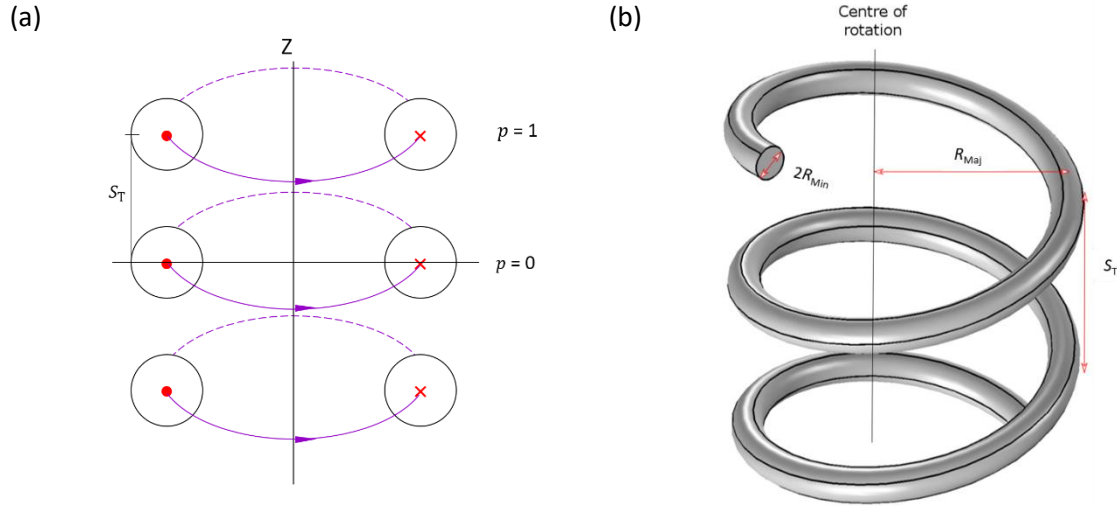 (a)
Z
p = 1
S_T
p = 0
(b)
Centre of
rotation
R_Maj
2R_Min
S_T